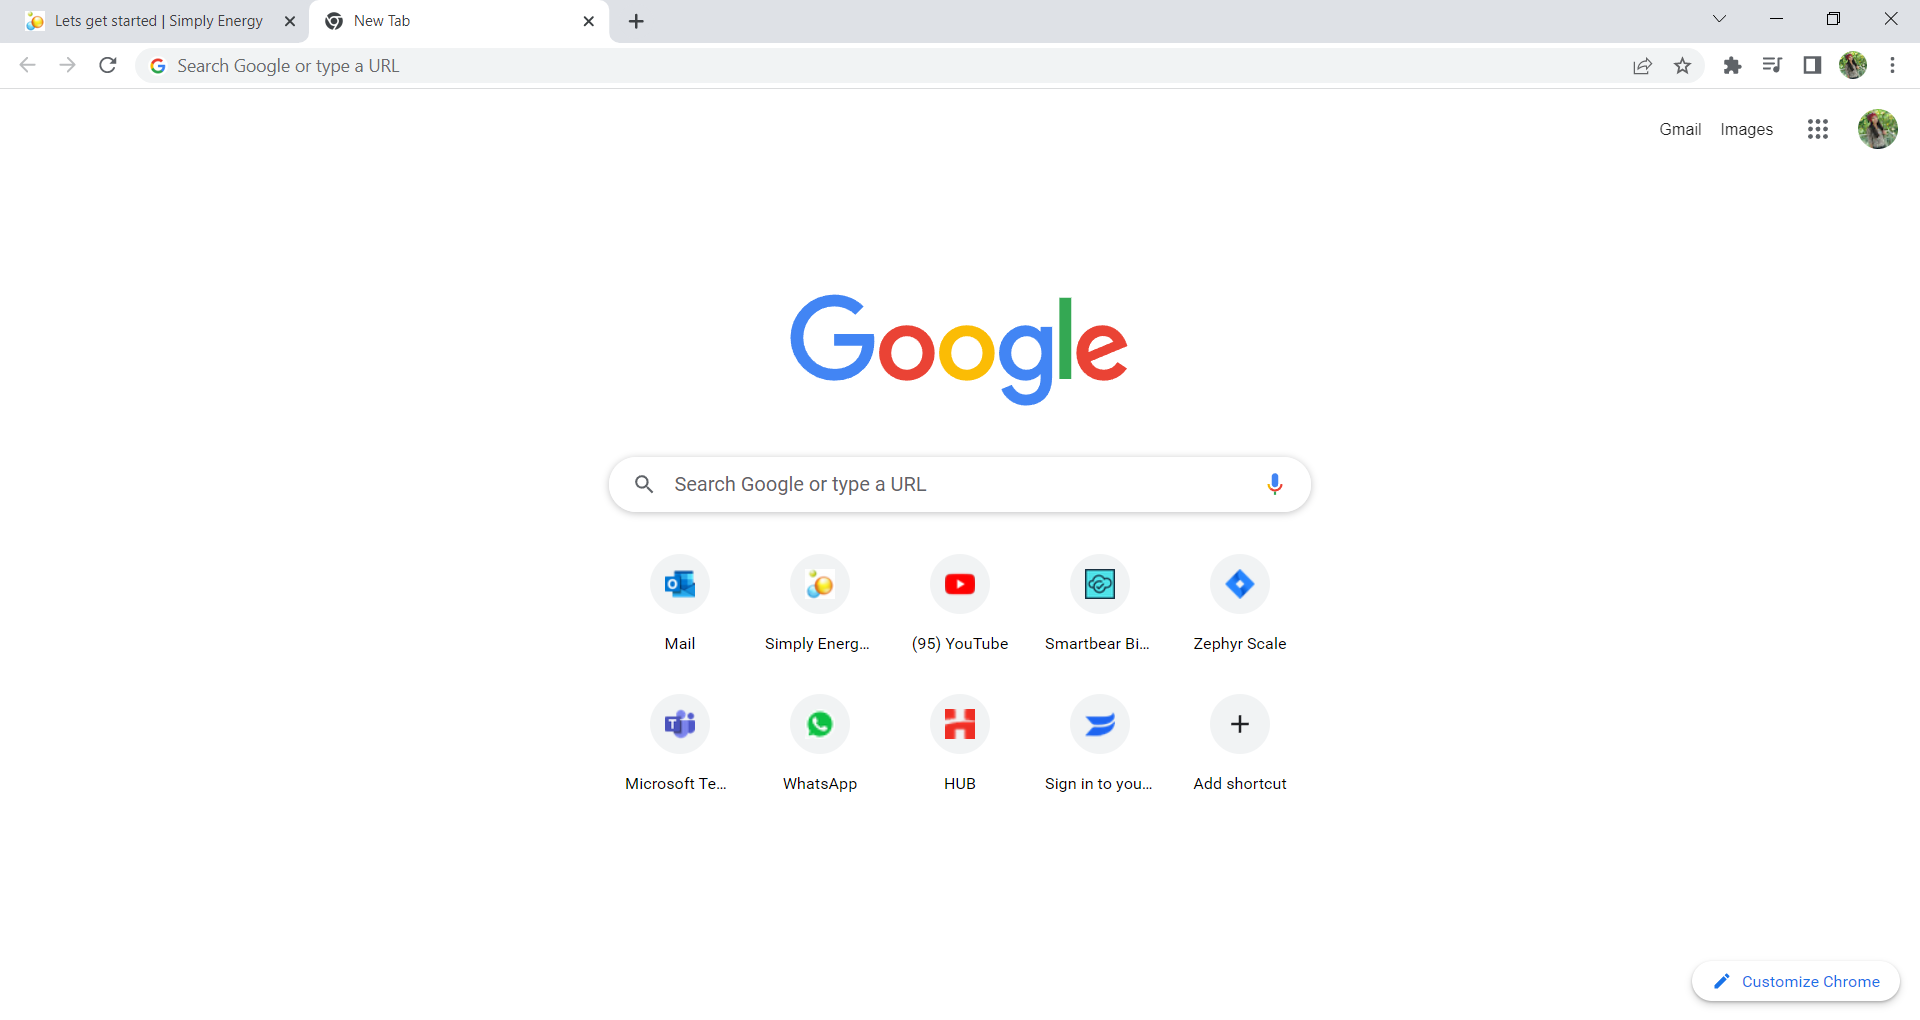 Lets get started | Simply Energy
New Tab
Search Google or type a URL
Gmail Images
Google
Search Google or type a URL
Mail Simply Energ... (95) YouTube Smartbear Bi... Zephyr Scale
Microsoft Te... WhatsApp HUB Sign in to you... Add shortcut
Customize Chrome